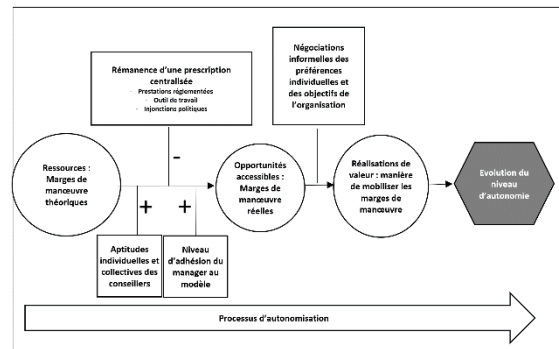 Rémanence d'une prescription
centralisée
- Prestations réglementées
- Outil de travail
- Injonctions politiques
Négociations
informelles des
préférences
individuelles et
des objectifs de
l'organisation
Ressources :
Marges de
manœuvre
théoriques
-
Opportunités
accessibles :
Marges de
manœuvre
réelles
Réalisations de
valeur : manière
de mobiliser les
marges de
manœuvre
Evolution du
niveau
d'autonomie
+
+
Aptitudes
individuelles et
collectives des
conseillers
Niveau
d'adhésion du
manager au
modèle
Processus d'autonomisation